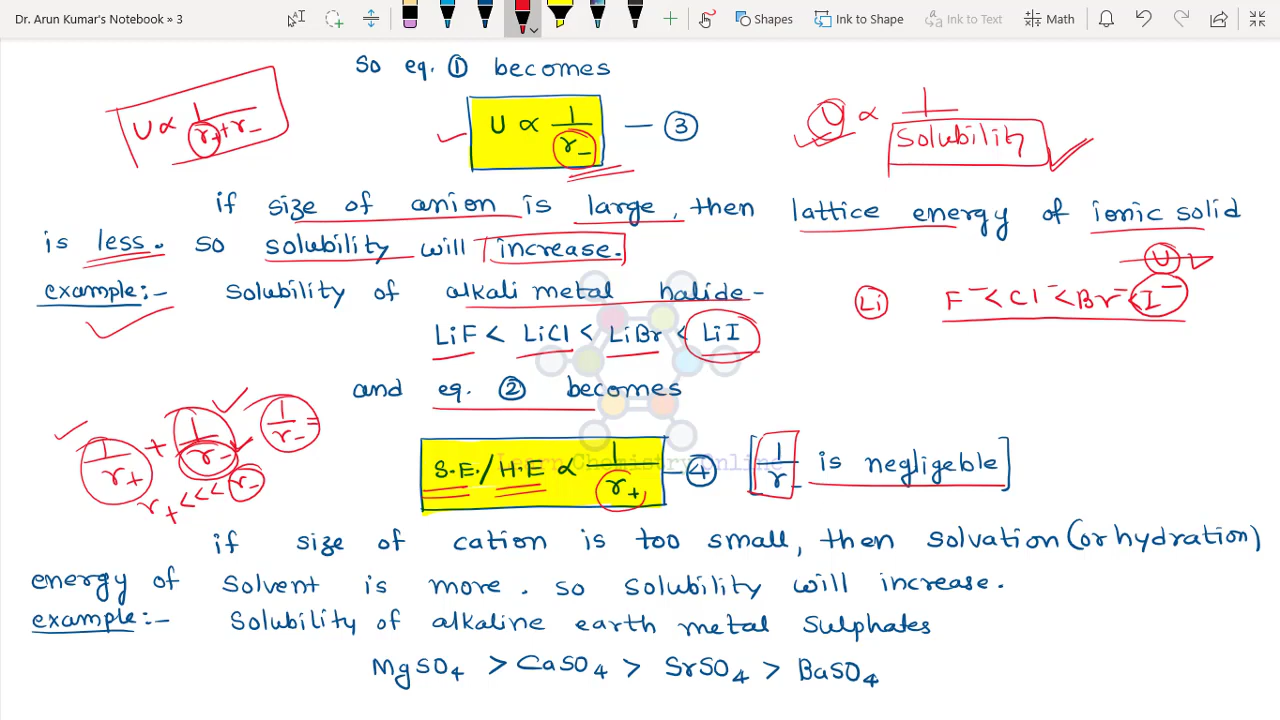 Dr. Arun Kumar's Notebook » 3
Shapes
Ink to Shape
Ink to Text
Math
So eq. ① becomes
U ∝ 1/(r₊+r₋)
U ∝ 1/r₋ — ③
U ∝ 1/Solubility
if size of anion is large, then lattice energy of ionic solid
is less. so solubility will increase.
U
example:- Solubility of alkali metal halide-
Li F⁻ < Cl⁻ < Br⁻ < I⁻
LiF < LiCl < LiBr < LiI
and eq. ② becomes
1/r₊ + 1/r₋ 1/r₋ =
r₊ <<< r₋
S.E./H.E ∝ 1/r₊ — ④ [1/r₋ is negligeble]
Chemistry Online
if size of cation is too small, then solvation (or hydration)
energy of solvent is more. so solubility will increase.
example:- Solubility of alkaline earth metal Sulphates
MgSO₄ > CaSO₄ > SrSO₄ > BaSO₄